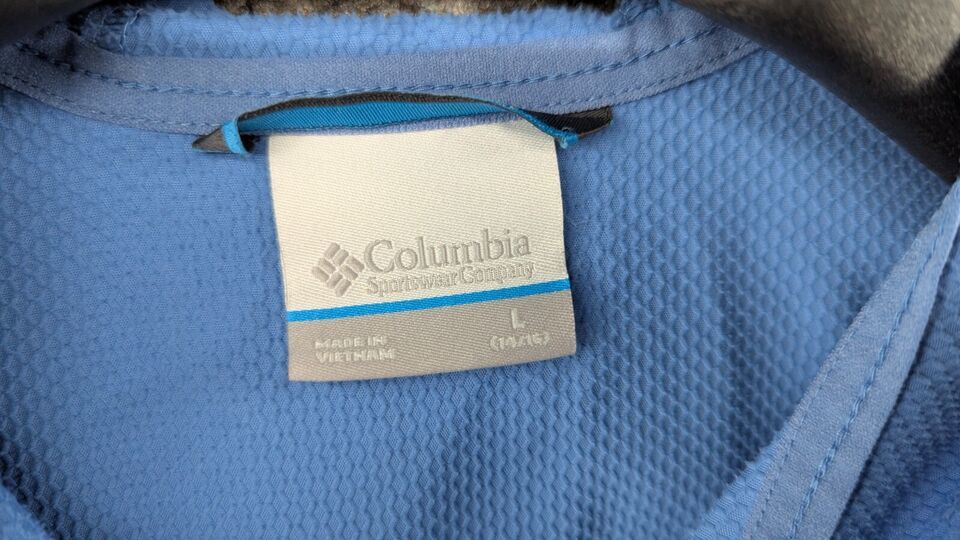 Columbia
Sportswear Company
L
MADE IN
VIETNAM
(14/16)